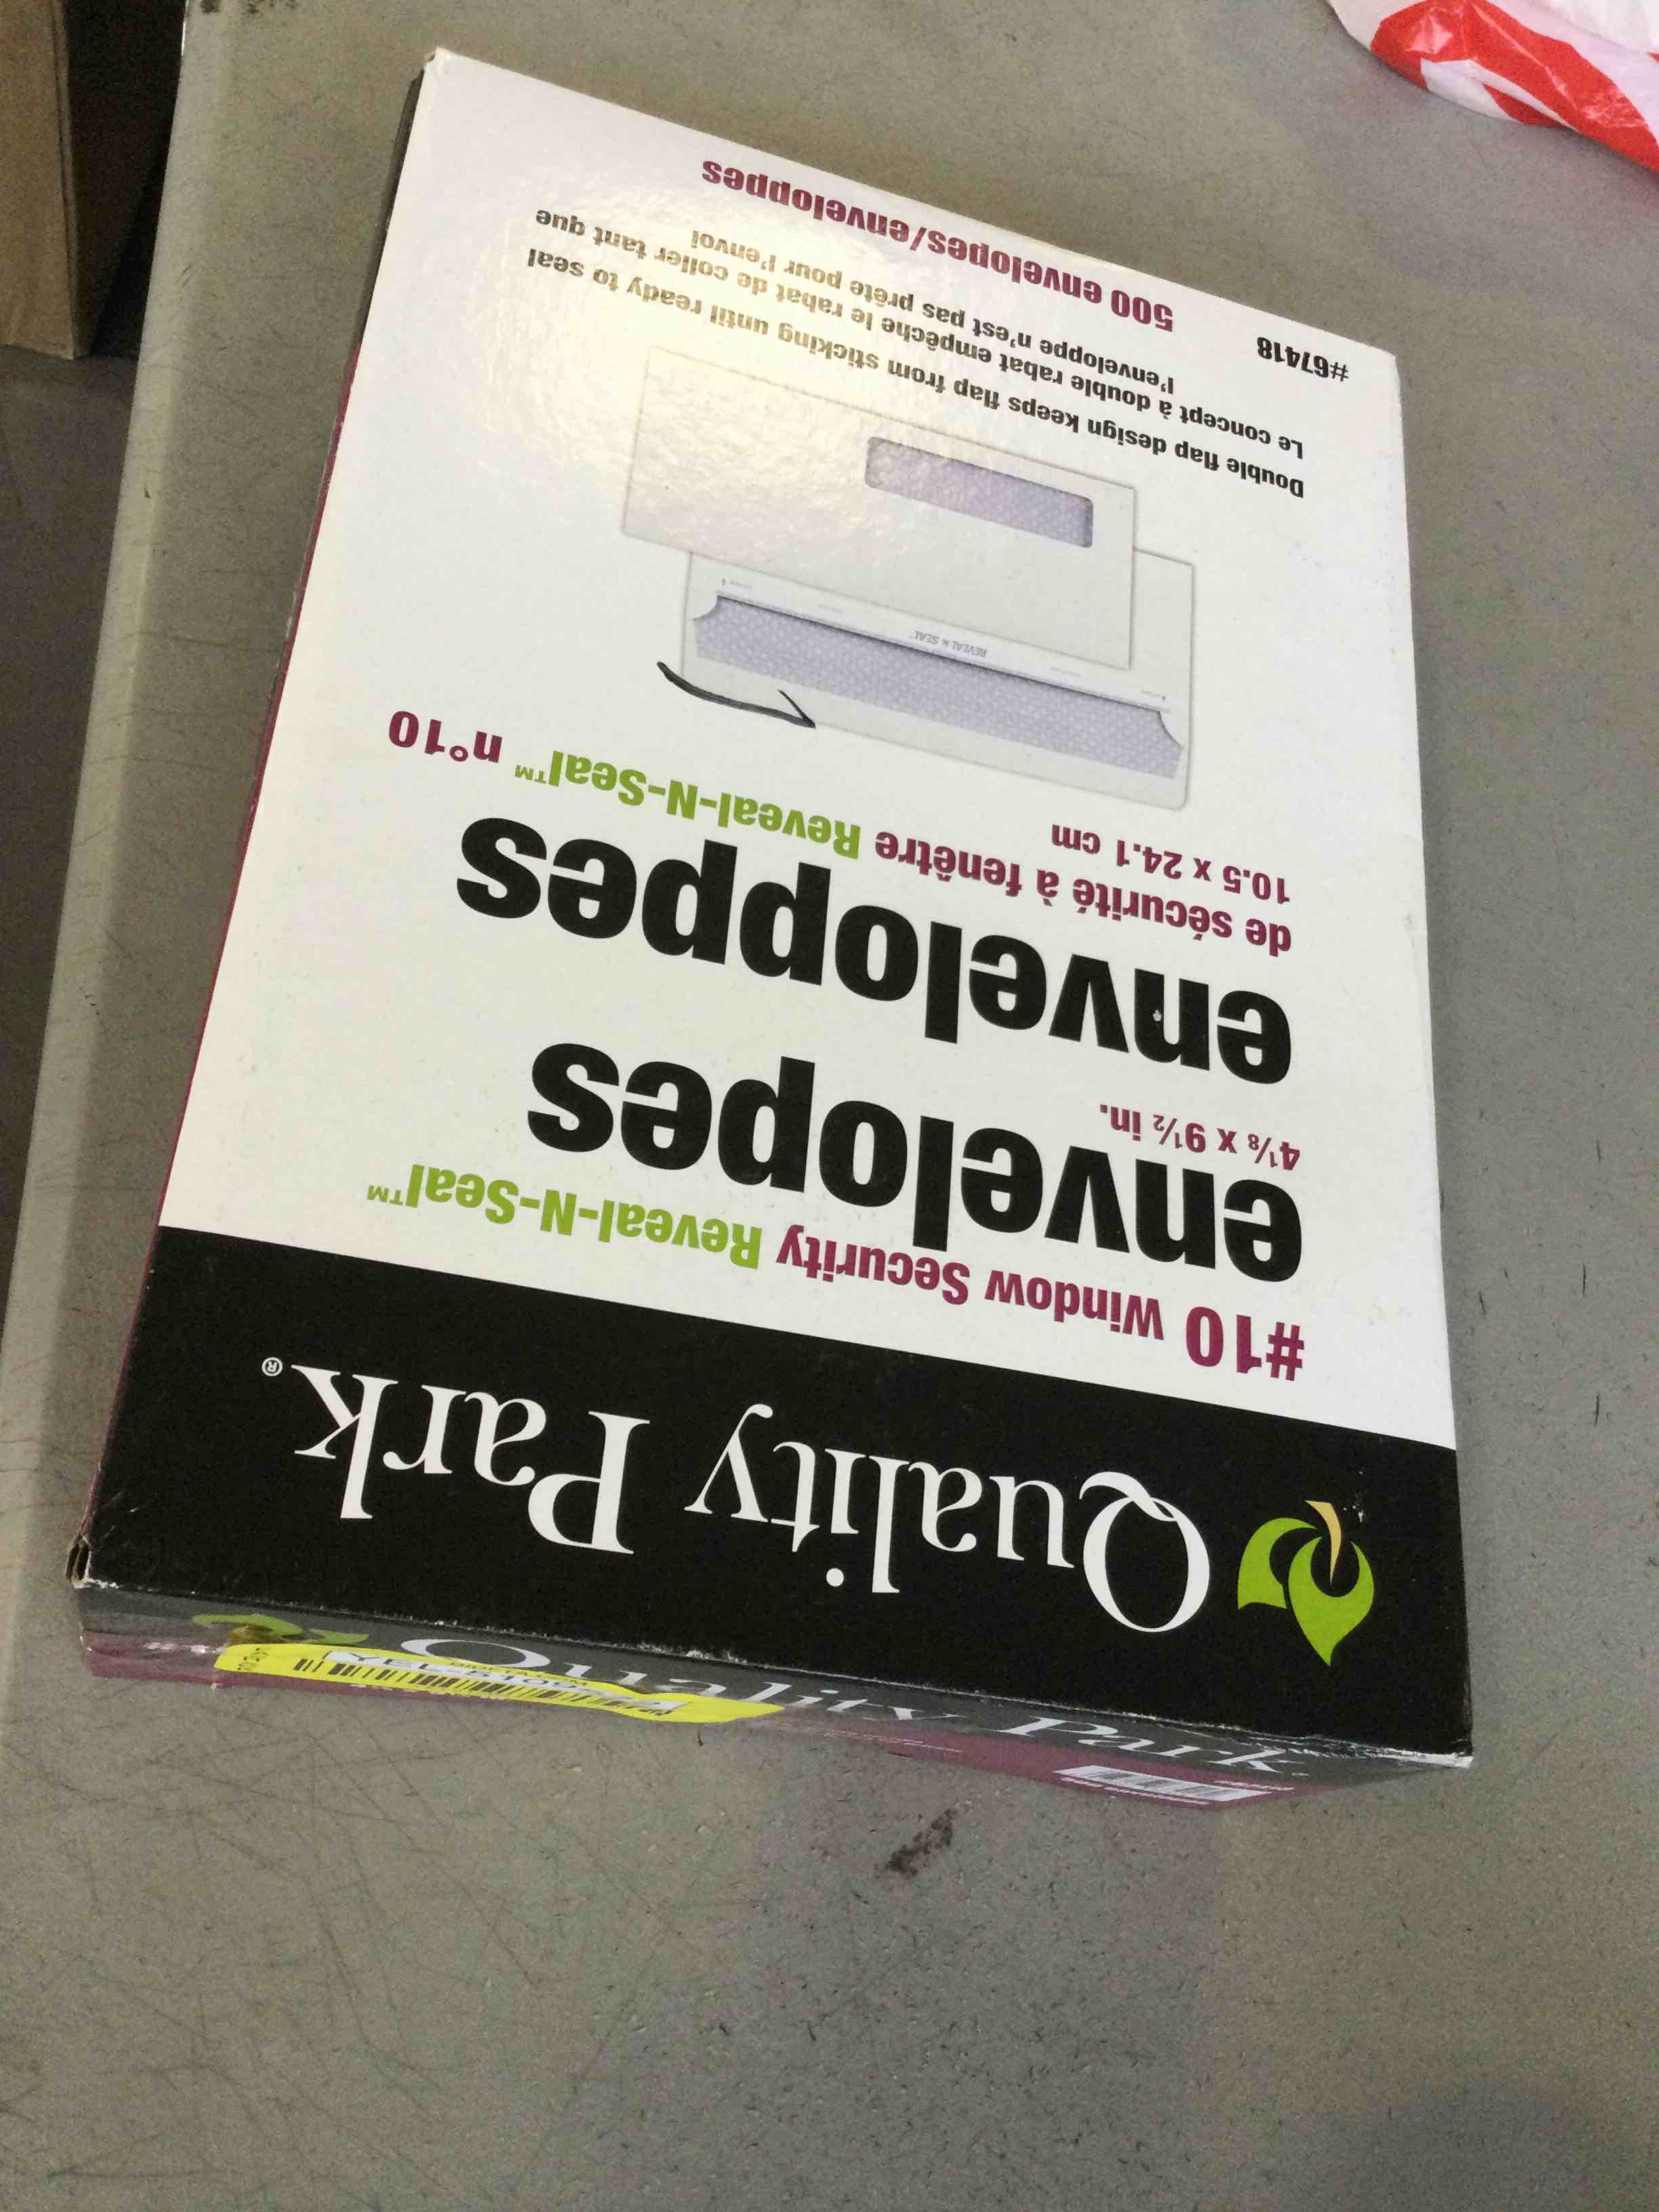 Quality Park®
#10 Window Security Reveal-N-Seal™
envelopes
4⅛ x 9½ in.
enveloppes
de sécurité à fenêtre Reveal-N-Seal™ n°10
10.5 x 24.1 cm
REVEAL N SEAL™
Double flap design keeps flap from sticking until ready to seal
Le concept à double rabat empêche le rabat de coller tant que
l'enveloppe n'est pas prête pour l'envoi
#67418
500 envelopes/enveloppes
Quality Park®